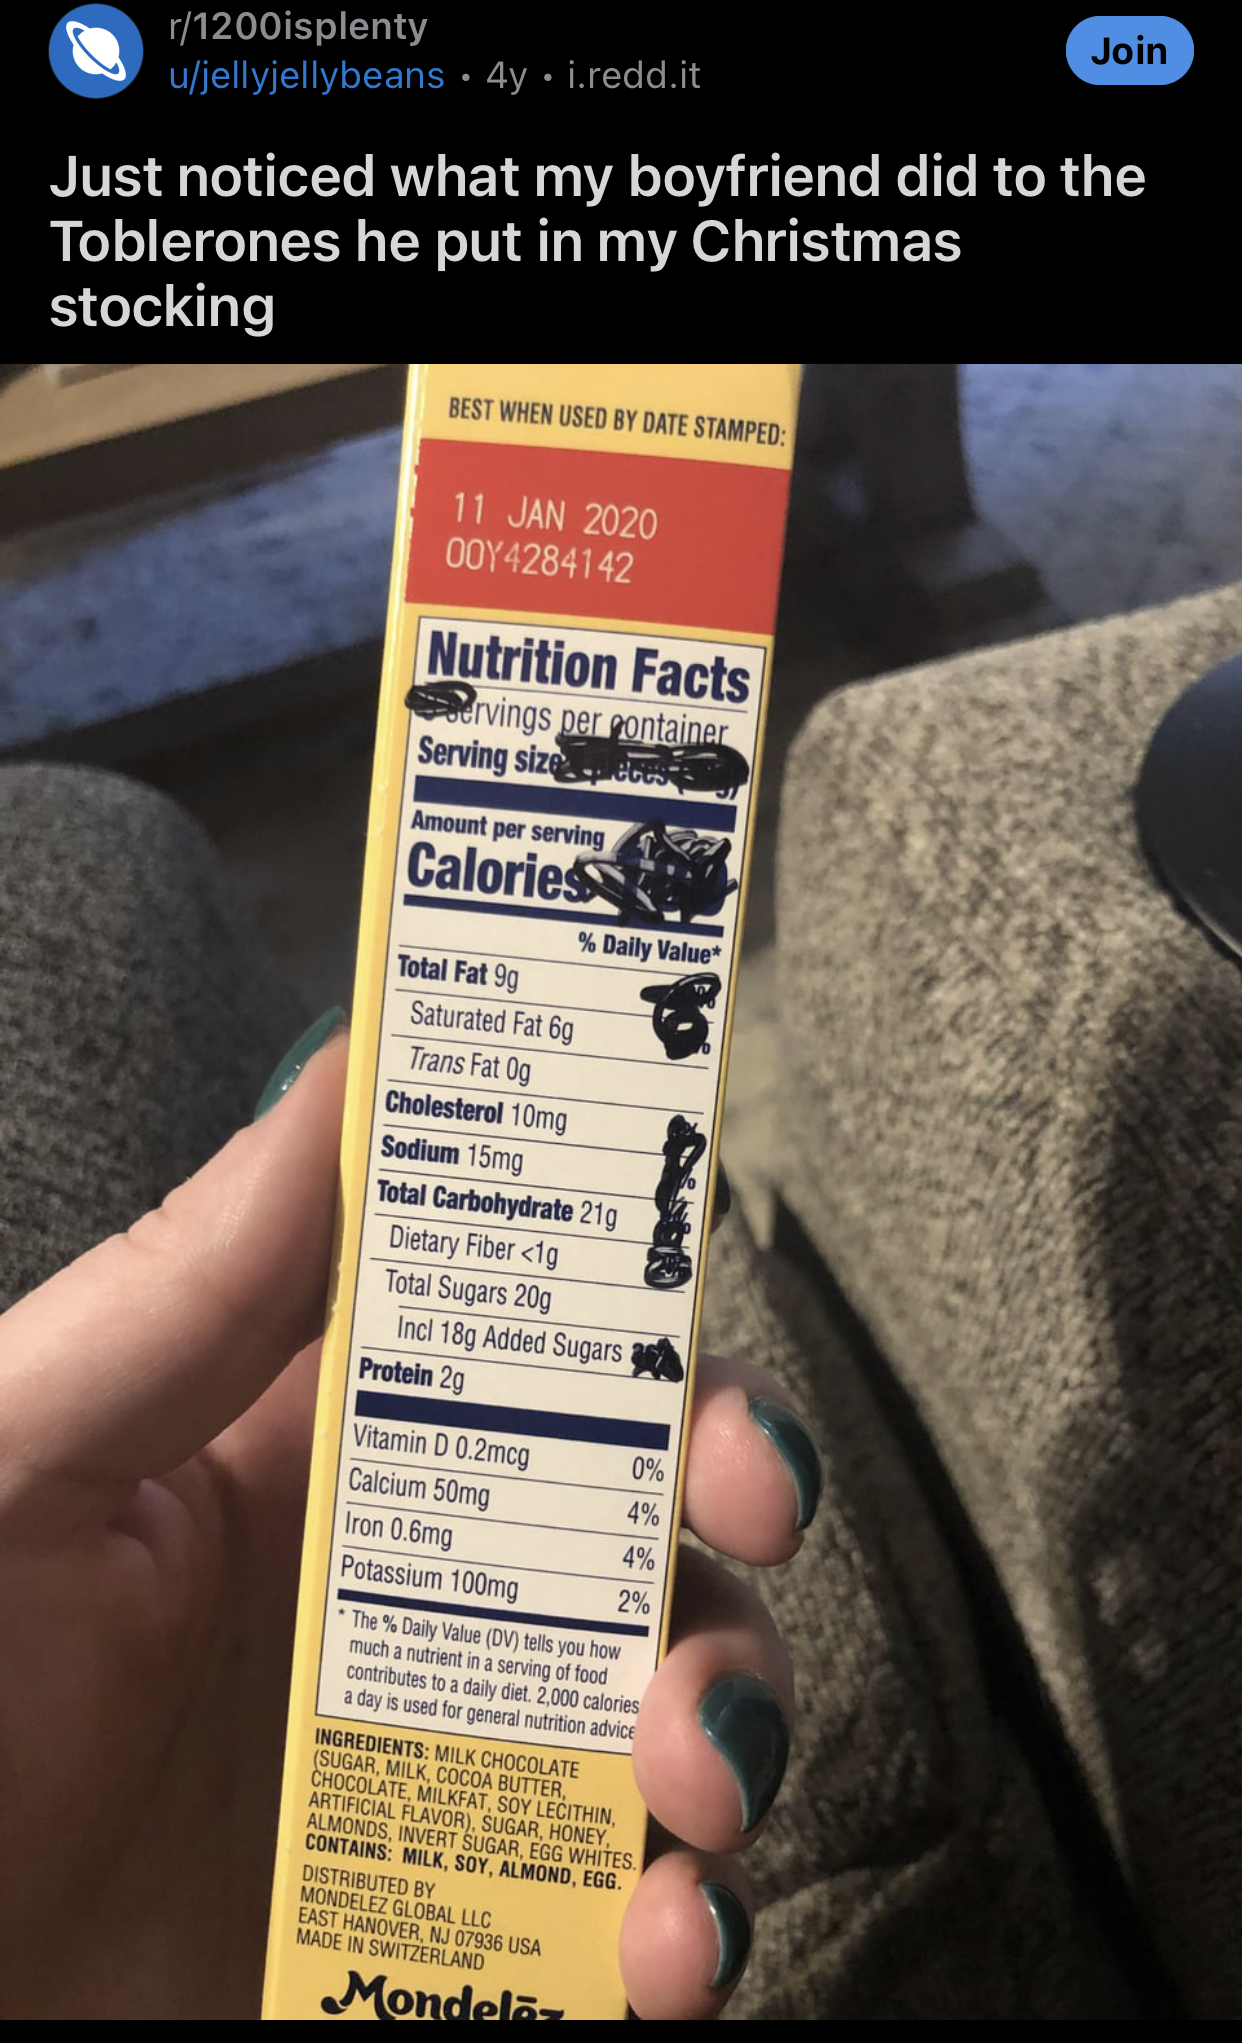 r/1200isplenty
u/jellyjellybeans • 4y • i.redd.it
Join
Just noticed what my boyfriend did to the
Toblerones he put in my Christmas
stocking
BEST WHEN USED BY DATE STAMPED:
11 JAN 2020
OOY4284142
Nutrition Facts
servings per container
Serving size pieces
Amount per serving
Calories
% Daily Value*
Total Fat 9g
Saturated Fat 6g
Trans Fat 0g
Cholesterol 10mg
Sodium 15mg
Total Carbohydrate 21g
Dietary Fiber <1g
Total Sugars 20g
Incl 18g Added Sugars
Protein 2g
Vitamin D 0.2mcg 0%
Calcium 50mg 4%
Iron 0.6mg 4%
Potassium 100mg 2%
* The % Daily Value (DV) tells you how
much a nutrient in a serving of food
contributes to a daily diet. 2,000 calories
a day is used for general nutrition advice
INGREDIENTS: MILK CHOCOLATE
(SUGAR, MILK, COCOA BUTTER,
CHOCOLATE, MILKFAT, SOY LECITHIN,
ARTIFICIAL FLAVOR), SUGAR, HONEY,
ALMONDS, INVERT SUGAR, EGG WHITES.
CONTAINS: MILK, SOY, ALMOND, EGG.
DISTRIBUTED BY
MONDELEZ GLOBAL LLC
EAST HANOVER, NJ 07936 USA
MADE IN SWITZERLAND
Mondelēz